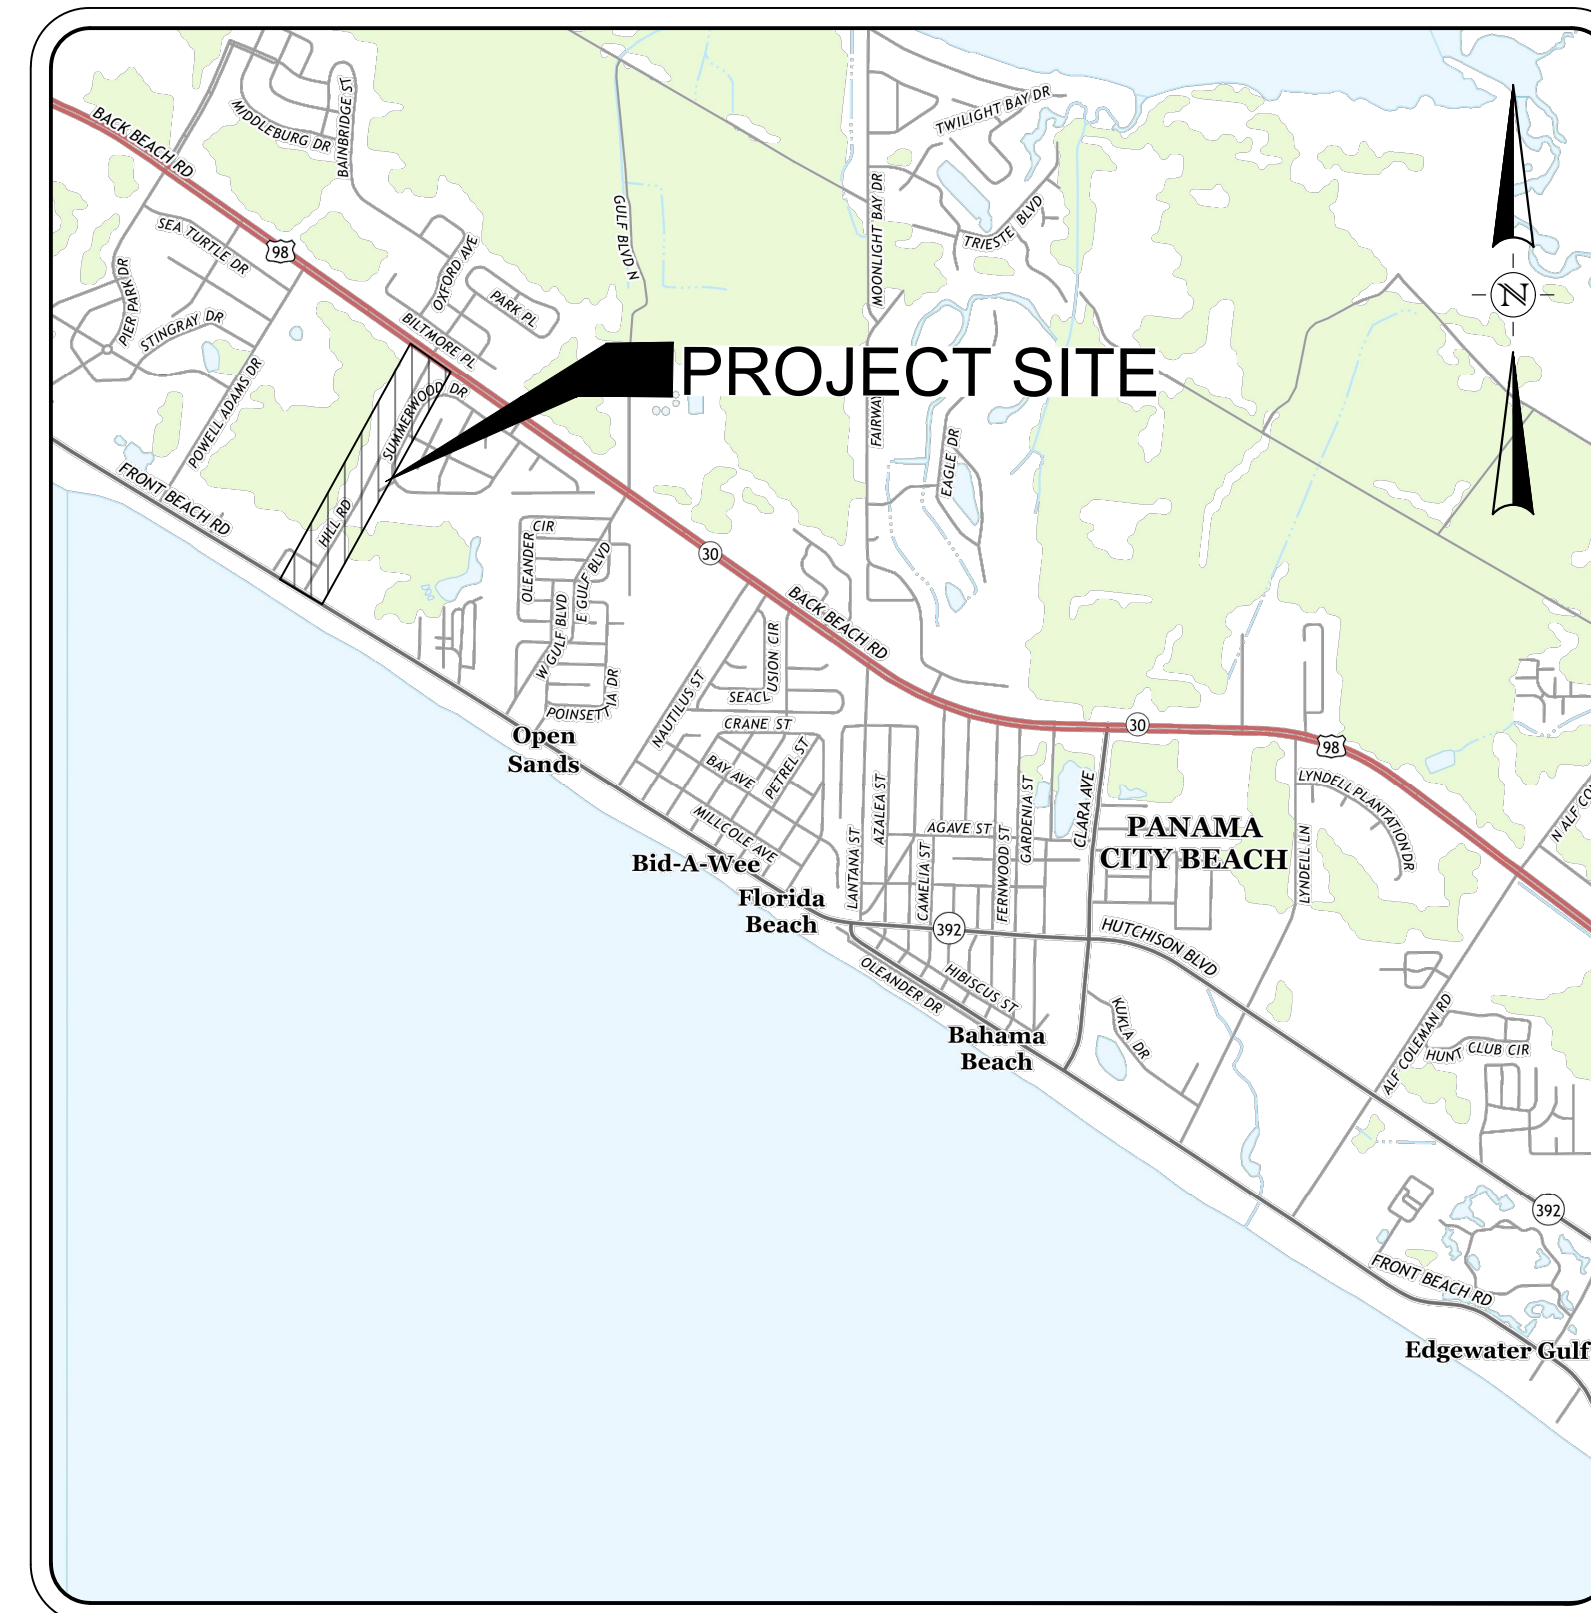 BACK BEACH RD
MIDDLEBURG DR
BAINBRIDGE ST
TWILIGHT BAY DR
SEA TURTLE DR
98
GULF BLVD N
MOONLIGHT BAY DR
TRIESTE BLVD
PIER PARK DR
OXFORD AVE
PARK PL
N
STINGRAY DR
BILTMORE PL
PROJECT SITE
POWELL ADAMS DR
SUMMERWOOD DR
EAGLE DR
FRONT BEACH RD
HILL RD
OLEANDER CIR
E GULF BLVD
W GULF BLVD
30
BACK BEACH RD
NAUTILUS ST
SEACLUSION CIR
POINSETTIA DR
CRANE ST
Open
Sands
BAY AVE
PETREL ST
30
98
AZALEA ST
GARDENIA ST
CLARA AVE
LYNDELL PLANTATION DR
MILLCOLE AVE
AGAVE ST
PANAMA
CITY BEACH
LYNDELL LN
Bid-A-Wee
LANTANA ST
CAMELIA ST
FERNWOOD ST
Florida
Beach
392
HUTCHISON BLVD
OLEANDER DR
HIBISCUS ST
KUKLA DR
ALF COLEMAN RD
HUNT CLUB CIR
Bahama
Beach
392
FRONT BEACH RD
Edgewater Gulf